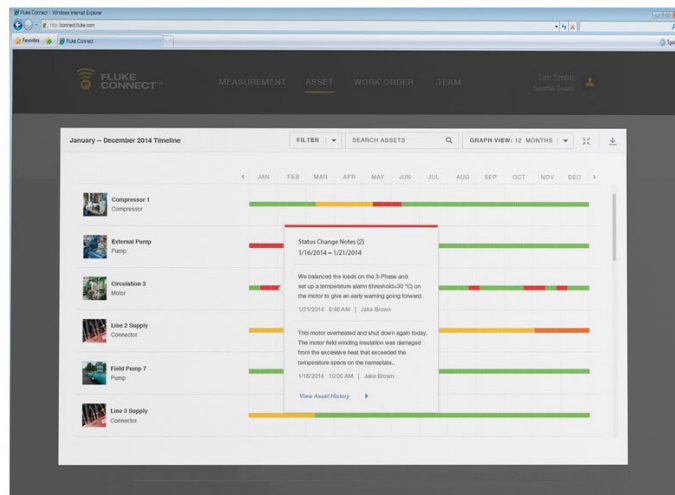 Fluke Connect - Windows Internet Explorer
connect.fluke.com
Favorites
Fluke Connect
FLUKE
CONNECT™
MEASUREMENT
ASSET
WORK ORDER
TEAM
Tim Smith
Seattle Team
January – December 2014 Timeline
FILTER
SEARCH ASSETS
GRAPH VIEW: 12 MONTHS
JAN FEB MAR APR MAY JUN JUL AUG SEP OCT NOV DEC
Compressor 1
Compressor
External Pump
Pump
Circulation 3
Motor
Line 2 Supply
Connector
Field Pump 7
Pump
Line 3 Supply
Connector
Status Change Notes (2)
1/16/2014 – 1/21/2014
We balanced the loads on the 3-Phase and
set up a temperature alarm (threshold=30 °C) on
the motor to give an early warning going forward.
1/21/2014 8:48 AM | Jake Brown
This motor overheated and shut down again today.
The motor field winding insulation was damaged
from the excessive heat that exceeded the
temperature specs on the nameplate..
1/16/2014 10:06 AM | Jake Brown
View Asset History